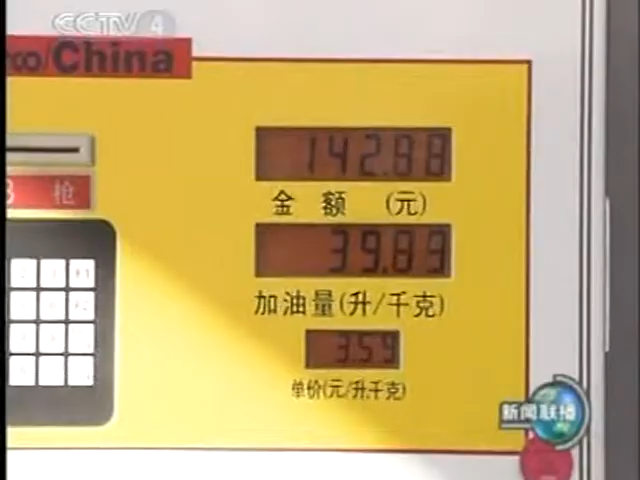 CCTV 4
China
142.88
金 额 (元)
枪
39.83
加油量(升/千克)
3.59
单价(元/升,千克)
新闻联播